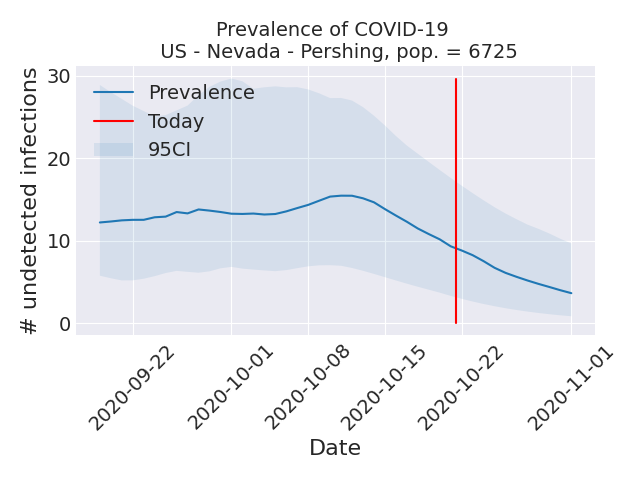 Prevalence of COVID-19
US - Nevada - Pershing, pop. = 6725
# undetected infections
30
20
10
0
Prevalence
Today
95CI
2020-09-22
2020-10-01
2020-10-08
2020-10-15
2020-10-22
2020-11-01
Date